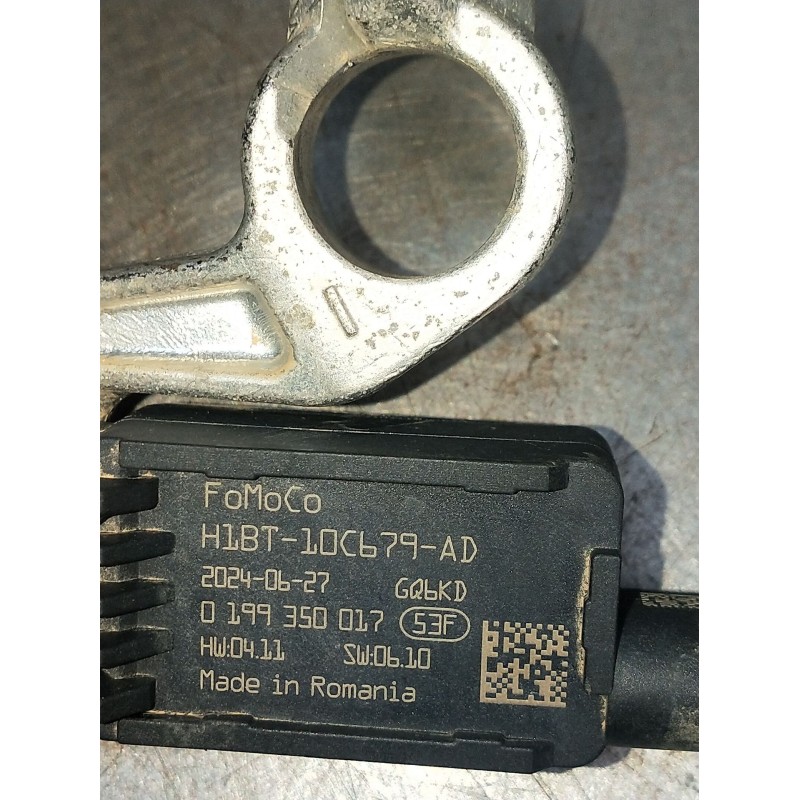 FoMoCo
H1BT-10C679-AD
2024-06-27 GQ6KD
0 199 350 017 53F
HW:04.11 SW:06.10
Made in Romania